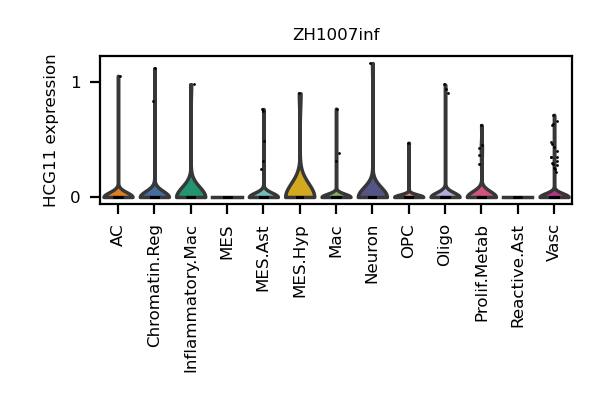 ZH1007inf
HCG11 expression
1
0
AC
Chromatin.Reg
Inflammatory.Mac
MES
MES.Ast
MES.Hyp
Mac
Neuron
OPC
Oligo
Prolif.Metab
Reactive.Ast
Vasc